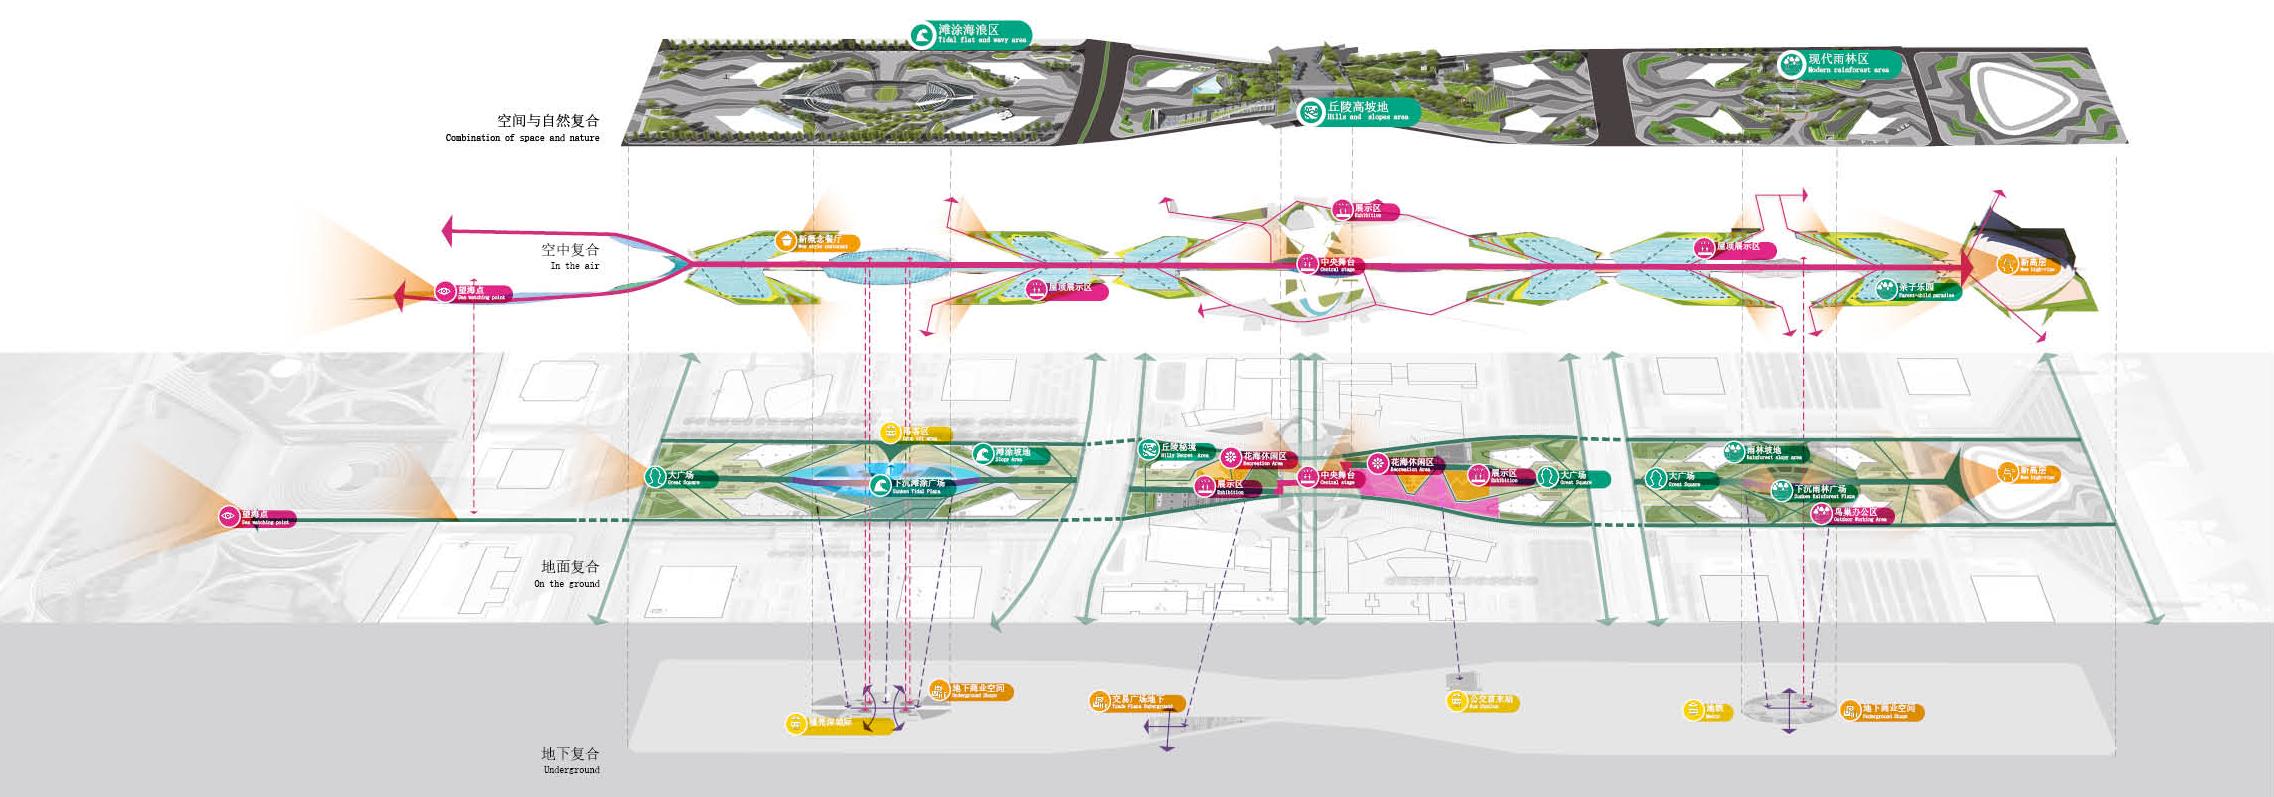 滩涂海浪区
Tidal flat and wavy area
现代雨林区
Modern rainforest area
丘陵高坡地
Hills and slopes area
空间与自然复合
Combination of space and nature
展示区
Exhibition
空中复合
In the air
新概念餐厅
New style restaurant
屋顶展示区
中央舞台
Central stage
新高层
New high-rise
望海点
Sea watching point
屋顶展示区
亲子乐园
Parent-child paradise
落客区
Drop off area
滩涂坡地
Slopy Area
丘陵秘境
Hilly Secret Area
花海休闲区
Recreation Area
花海休闲区
Recreation Area
雨林坡地
Rainforest slopy area
大广场
Great Square
下沉滩涂广场
Sunken Tidal Plaza
展示区
Exhibition
中央舞台
Central stage
展示区
Exhibition
大广场
Great Square
大广场
Great Square
下沉雨林广场
Sunken Rainforest Plaza
新高层
New high-rise
望海点
Sea watching point
鸟巢办公区
Outdoor Working Area
地面复合
On the ground
地下商业空间
Underground Shops
交易广场地下
Trade Plaza Underground
公交首末站
Bus Station
地铁
Metro
地下商业空间
Underground Shops
地下复合
Underground